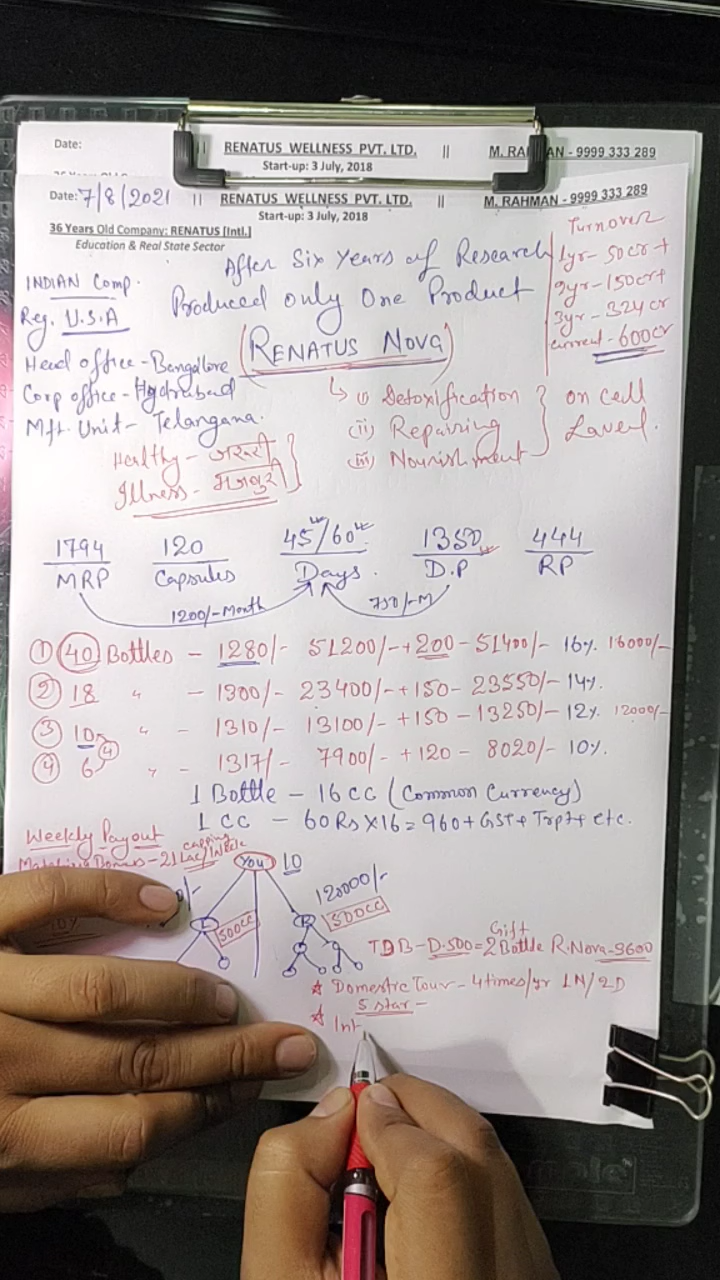 Date: || RENATUS WELLNESS PVT. LTD. || M. RAHMAN - 9999 333 289
Start-up: 3 July, 2018
Date: 7/8/2021 || RENATUS WELLNESS PVT. LTD. || M. RAHMAN - 9999 333 289
Start-up: 3 July, 2018
36 Years Old Company: RENATUS [Intl.]
Education & Real State Sector
Turnover
1yr - 50cr +
2yr - 150cr+
3yr - 324 cr
current - 600cr
After Six Years of Research
Produced only One Product
(RENATUS NOVA)
INDIAN Comp.
Reg. U.S.A
Head office - Bangalore
Corp office - Hydrabad
Mft. Unit - Telangana.
(i) Detoxification
(ii) Repairing
(iii) Nourishment
on cell
Lavel.
Healthy - जरूरी
Illness - मजबूरी
1794 MRP
120 Capsules
45/60 Days.
1350 D.P
444 RP
1200/-Month
750/-M
① 40 Bottles - 1280/- 51200/-+200- 51400/- 16%. 16000/-
② 18 " - 1300/- 23400/-+150- 23550/- 14%.
③ 10 " - 1310/- 13100/- +150 - 13250/- 12%. 12000/-
④ 6 ④ " - 1317/- 7900/- +120 - 8020/- 10%.
1 Bottle - 16 CC (Common Currency)
1 CC - 60 Rs X 16 = 960 + GST + Trpt + etc.
Weekly Payout
capping
Matching Bonus - 21 Lac/
You 10
L 500CC
R 12000/-
500CC
Gift
TDB - D.500 = 2 Bottle R.Nova - 3600
☆ Domestic Tour - 4 times/yr 1N/2D
5 star -
☆ Int